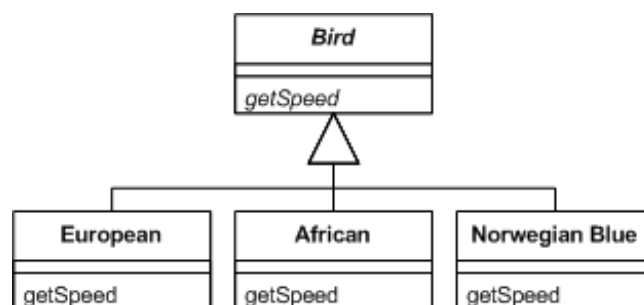 Bird
getSpeed
European
African
Norwegian Blue
getSpeed
getSpeed
getSpeed